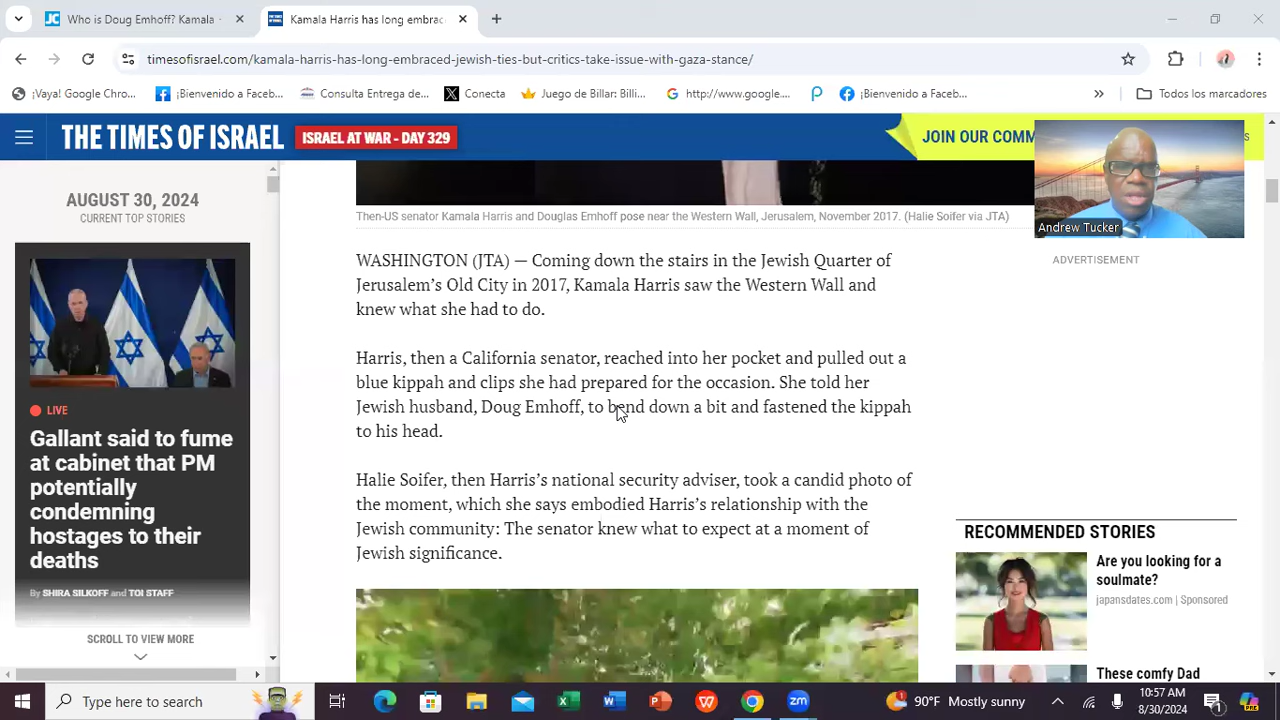 Who is Doug Emhoff? Kamala
Kamala Harris has long embrac
timesofisrael.com/kamala-harris-has-long-embraced-jewish-ties-but-critics-take-issue-with-gaza-stance/
¡Vaya! Google Chro...
¡Bienvenido a Faceb...
Consulta Entrega de...
Conecta
Juego de Billar: Billi...
http://www.google....
¡Bienvenido a Faceb...
Todos los marcadores
THE TIMES OF ISRAEL
ISRAEL AT WAR - DAY 329
JOIN OUR COMM
Andrew Tucker
AUGUST 30, 2024
CURRENT TOP STORIES
LIVE
Gallant said to fume
at cabinet that PM
potentially
condemning
hostages to their
deaths
By SHIRA SILKOFF and TOI STAFF
SCROLL TO VIEW MORE
Then-US senator Kamala Harris and Douglas Emhoff pose near the Western Wall, Jerusalem, November 2017. (Halie Soifer via JTA)
WASHINGTON (JTA) — Coming down the stairs in the Jewish Quarter of
Jerusalem’s Old City in 2017, Kamala Harris saw the Western Wall and
knew what she had to do.
Harris, then a California senator, reached into her pocket and pulled out a
blue kippah and clips she had prepared for the occasion. She told her
Jewish husband, Doug Emhoff, to bend down a bit and fastened the kippah
to his head.
Halie Soifer, then Harris’s national security adviser, took a candid photo of
the moment, which she says embodied Harris’s relationship with the
Jewish community: The senator knew what to expect at a moment of
Jewish significance.
ADVERTISEMENT
RECOMMENDED STORIES
Are you looking for a
soulmate?
japansdates.com | Sponsored
These comfy Dad
Type here to search
90°F Mostly sunny
10:57 AM
8/30/2024